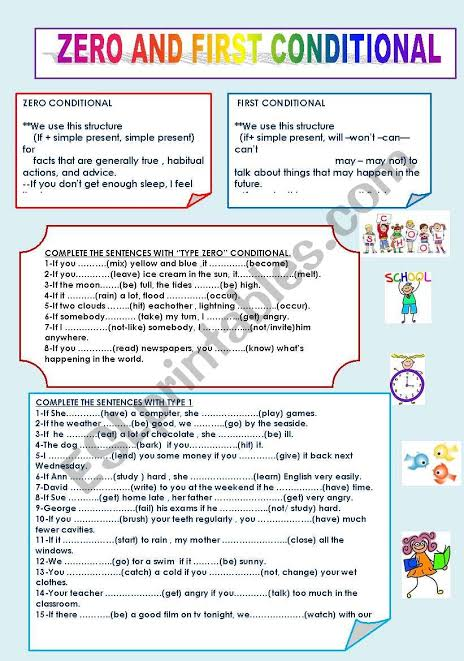 ZERO AND FIRST CONDITIONAL
ZERO CONDITIONAL
**We use this structure
(If + simple present, simple present)
for
facts that are generally true , habitual
actions, and advice.
--If you don't get enough sleep, I feel
FIRST CONDITIONAL
**We use this structure
(if+ simple present, will –won't –can—
can't
may – may not) to
talk about things that may happen in the
future.
COMPLETE THE SENTENCES WITH "TYPE ZERO" CONDITIONAL.
1-If you ……….(mix) yellow and blue ,it …………(become)
2-If you…….(leave) ice cream in the sun, it……………(melt).
3-If the moon…….(be) full, the tides ……….(be) high.
4-If it ……….(rain) a lot, flood ……………(occur).
5-If two clouds …….(hit) eachother , lightning …………(occur).
6-If somebody………. (take) my turn, I …….(get) angry.
7-If I ……….(not-like) somebody, I ………….(not/invite)him
anywhere.
8-If you ……….(read) newspapers, you ……….(know) what's
happening in the world.
COMPLETE THE SENTENCES WITH TYPE 1
1-If She…………(have) a computer, she ………………(play) games.
2-If the weather ……..(be) good, we ………..(go) by the seaside.
3-If he ……….(eat) a lot of chocolate , she ……………(be) ill.
4-The dog …………(bark) if you…………(hit) it.
5-I ………………(lend) you some money if you ………(give) it back next
Wednesday.
6-If Ann …………(study ) hard , she ……………(learn) English very easily.
7-David ……………(write) to you at the weekend if he …………(have) time.
8-If Sue ……….(get) home late , her father ………….(get) very angry.
9-George …………(fail) his exams if he …………(not/ study) hard.
10-If you …………(brush) your teeth regularly , you ……………(have) much
fewer cavities.
11-If it ……………(start) to rain , my mother ……………(close) all the
windows.
12-We …………(go) for a swim if it ……….(be) sunny.
13-You ………….(catch) a cold if you ……………(not, change) your wet
clothes.
14-Your teacher …………(get) angry if you…………(talk) too much in the
classroom.
15-If there ……….(be) a good film on tv tonight, we………(watch) with our
SCHOOL
SCHOOL
ESLprintables.com